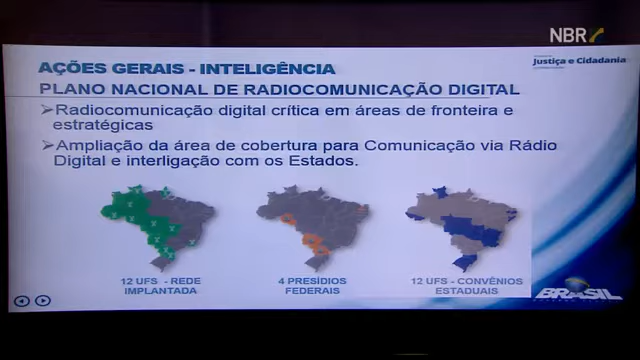 NBR
Justiça e Cidadania
AÇÕES GERAIS - INTELIGÊNCIA
PLANO NACIONAL DE RADIOCOMUNICAÇÃO DIGITAL
➢Radiocomunicação digital crítica em áreas de fronteira e
estratégicas
➢Ampliação da área de cobertura para Comunicação via Rádio
Digital e interligação com os Estados.
12 UFS - REDE
IMPLANTADA
4 PRESÍDIOS
FEDERAIS
12 UFS - CONVÊNIOS
ESTADUAIS
BRASIL